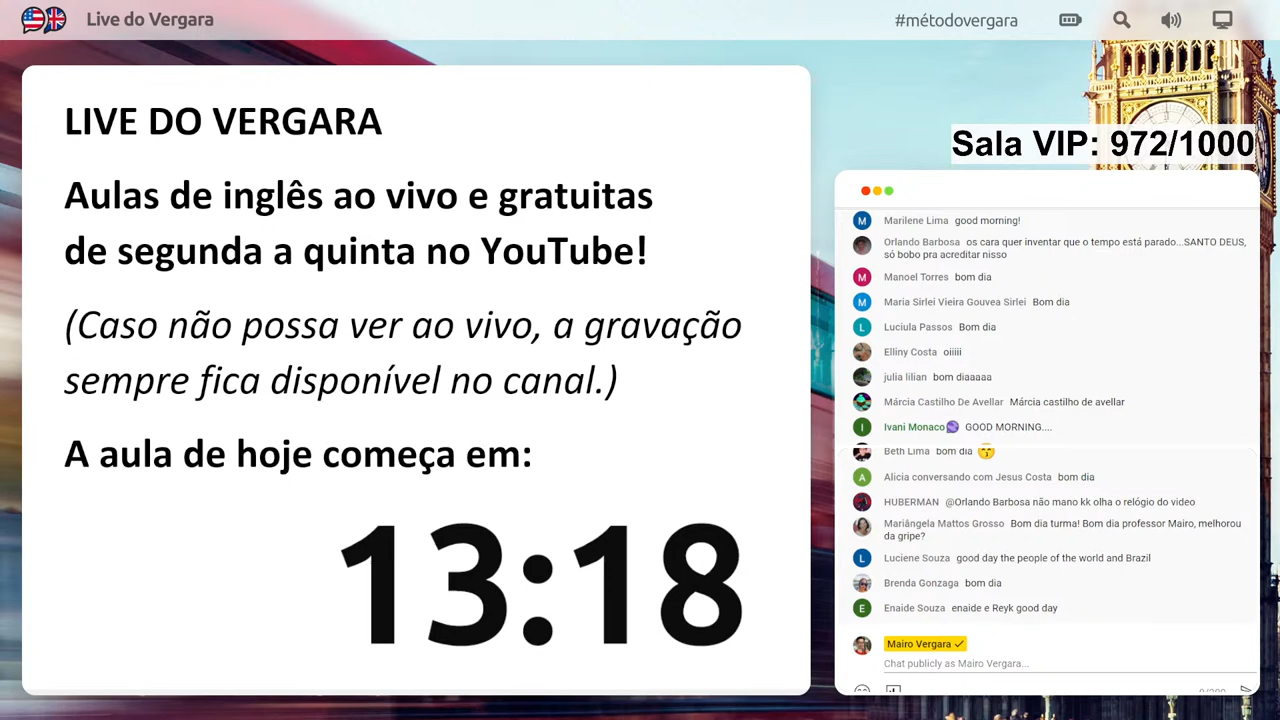 Live do Vergara
#métodovergara
LIVE DO VERGARA
Aulas de inglês ao vivo e gratuitas
de segunda a quinta no YouTube!
(Caso não possa ver ao vivo, a gravação
sempre fica disponível no canal.)
A aula de hoje começa em:
13:18
Sala VIP: 972/1000
M Marilene Lima good morning!
Orlando Barbosa os cara quer inventar que o tempo está parado...SANTO DEUS,
só bobo pra acreditar nisso
M Manoel Torres bom dia
M Maria Sirlei Vieira Gouvea Sirlei Bom dia
L Luciula Passos Bom dia
Elliny Costa oiiiii
julia lilian bom diaaaaa
Márcia Castilho De Avellar Márcia castilho de avellar
I Ivani Monaco GOOD MORNING....
Beth Lima bom dia
A Alicia conversando com Jesus Costa bom dia
HUBERMAN @Orlando Barbosa não mano kk olha o relógio do video
Mariângela Mattos Grosso Bom dia turma! Bom dia professor Mairo, melhorou
da gripe?
L Luciene Souza good day the people of the world and Brazil
Brenda Gonzaga bom dia
E Enaide Souza enaide e Reyk good day
Mairo Vergara
Chat publicly as Mairo Vergara...